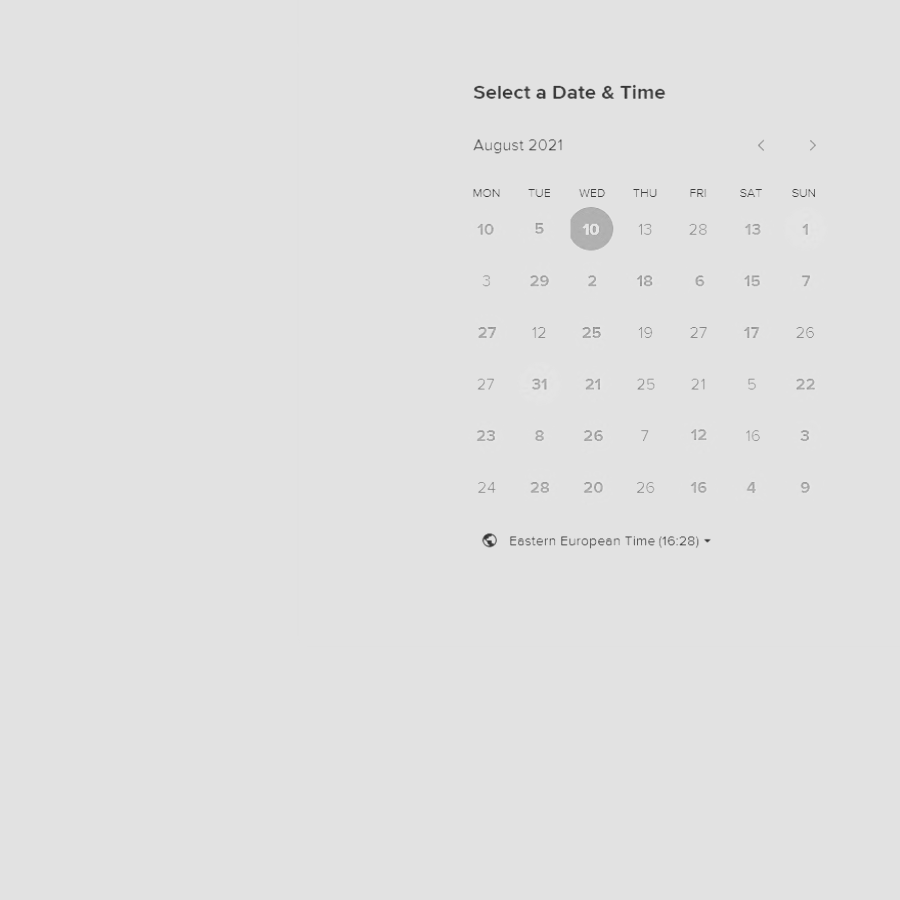 Select a Date & Time
August 2021
MON TUE WED THU FRI SAT SUN
10 5 10 13 28 13 1
3 29 2 18 6 15 7
27 12 25 19 27 17 26
27 31 21 25 21 5 22
23 8 26 7 12 16 3
24 28 20 26 16 4 9
Eastern European Time (16:28)